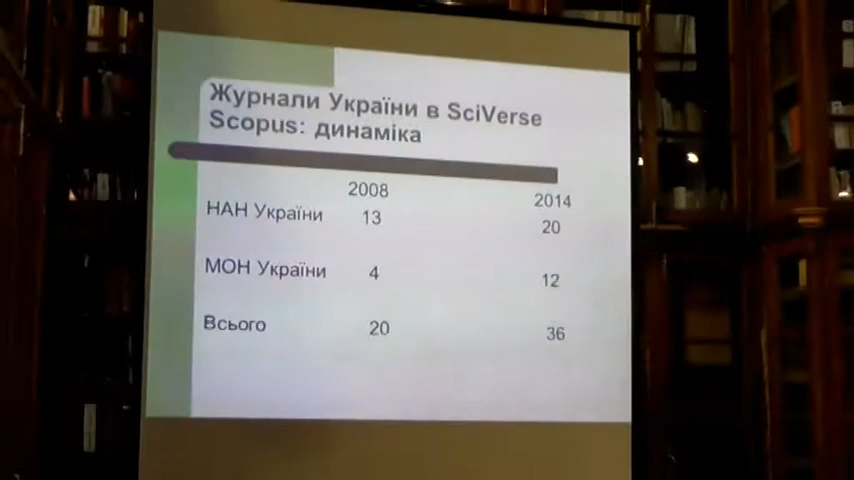 Журнали України в SciVerse
Scopus: динаміка
2008 2014
НАН України 13 20
МОН України 4 12
Всього 20 36